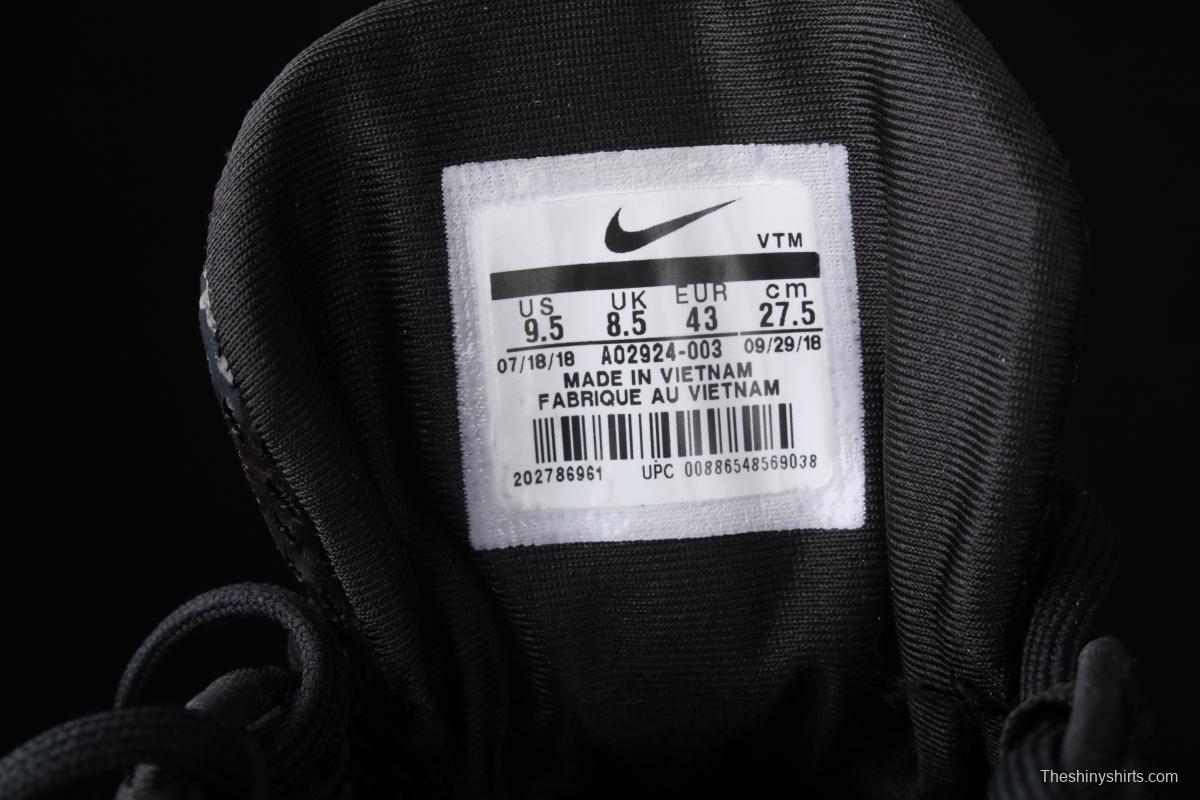 VTM
US UK EUR cm
9.5 8.5 43 27.5
07/18/18 AO2924-003 09/29/18
MADE IN VIETNAM
FABRIQUE AU VIETNAM
202786961 UPC 00886548569038
Theshinyshirts.com